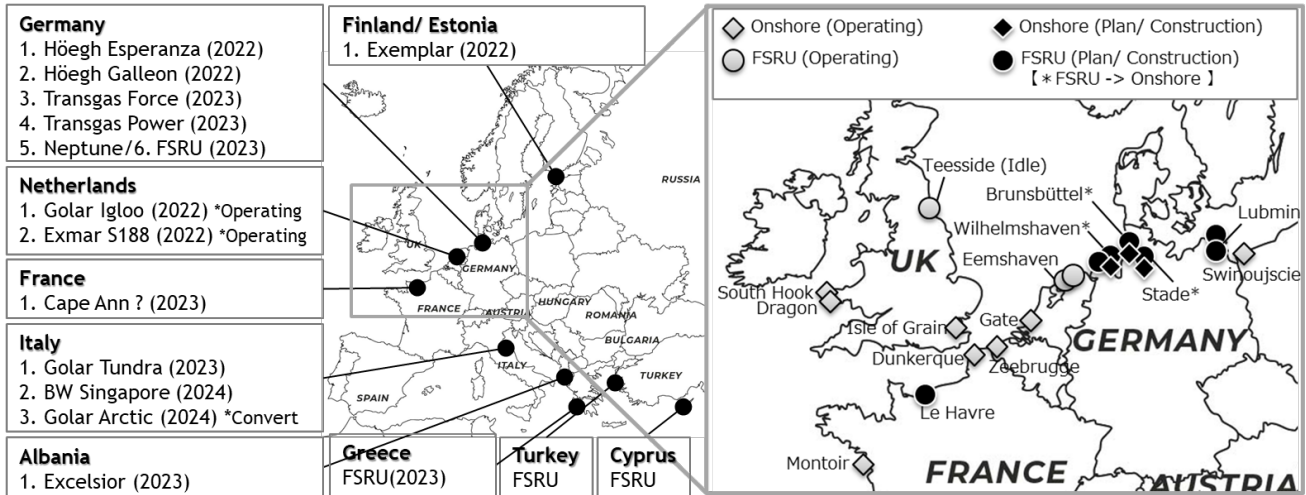 Germany
1. Höegh Esperanza (2022)
2. Höegh Galleon (2022)
3. Transgas Force (2023)
4. Transgas Power (2023)
5. Neptune/6. FSRU (2023)
Netherlands
1. Golar Igloo (2022) *Operating
2. Exmar S188 (2022) *Operating
France
1. Cape Ann ? (2023)
Italy
1. Golar Tundra (2023)
2. BW Singapore (2024)
3. Golar Arctic (2024) *Convert
Albania
1. Excelsior (2023)
Finland/ Estonia
1. Exemplar (2022)
RUSSIA
UK
GERMANY
FRANCE
AUSTRIA
HUNGARY
ROMANIA
BULGARIA
ITALY
TURKEY
SPAIN
Greece
FSRU(2023)
Turkey
FSRU
Cyprus
FSRU
Onshore (Operating)
Onshore (Plan/ Construction)
FSRU (Operating)
FSRU (Plan/ Construction)
【 *FSRU -> Onshore 】
Teesside (Idle)
Brunsbüttel*
Lubmin
Wilhelmshaven*
UK
Eemshaven
Swinoujscie
South Hook
Dragon
Stade*
Isle of Grain
Gate
GERMANY
Dunkerque
Zeebrugge
Le Havre
Montoir
FRANCE
AUSTRIA